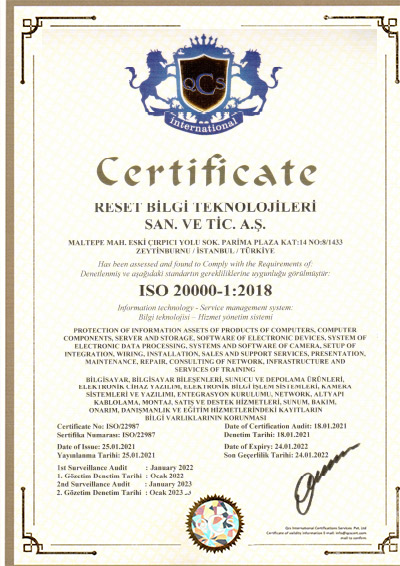 QCS
international
Certificate
RESET BİLGİ TEKNOLOJİLERİ
SAN. VE TİC. A.Ş.
MALTEPE MAH. ESKİ ÇIRPICI YOLU SOK. PARİMA PLAZA KAT:14 NO:8/1433
ZEYTİNBURNU / İSTANBUL / TÜRKİYE
Has been assessed and found to Comply with the Requirements of:
Denetlenmiş ve aşağıdaki standartın gerekliliklerine uygunluğu görülmüştür:
ISO 20000-1:2018
Information technology - Service management system:
Bilgi teknolojisi – Hizmet yönetim sistemi
PROTECTION OF INFORMATION ASSETS OF PRODUCTS OF COMPUTERS, COMPUTER
COMPONENTS, SERVER AND STORAGE, SOFTWARE OF ELECTRONIC DEVICES, SYSTEM OF
ELECTRONIC DATA PROCESSING, SYSTEMS AND SOFTWARE OF CAMERA, SETUP OF
INTEGRATION, WIRING, INSTALLATION, SALES AND SUPPORT SERVICES, PRESENTATION,
MAINTENANCE, REPAIR, CONSULTING OF NETWORK, INFRASTRUCTURE AND
SERVICES OF TRAINING
BİLGİSAYAR, BİLGİSAYAR BİLEŞENLERİ, SUNUCU VE DEPOLAMA ÜRÜNLERİ,
ELEKTRONİK CİHAZ YAZILIM, ELEKTRONİK BİLGİ İŞLEM SİSTEMLERİ, KAMERA
SİSTEMLERİ VE YAZILIMI, ENTEGRASYON KURULUMU, NETWORK, ALTYAPI
KABLOLAMA, MONTAJ, SATIŞ VE DESTEK HİZMETLERİ, SUNUM, BAKIM,
ONARIM, DANIŞMANLIK VE EĞİTİM HİZMETLERİNDEKİ KAYITLARIN
BİLGİ VARLIKLARININ KORUNMASI
Certificate No: ISO/22987 Date of Certification Audit: 18.01.2021
Sertifika Numarası: ISO/22987 Denetim Tarihi: 18.01.2021
Date of Issue: 25.01.2021 Date of Expiry: 24.01.2022
Yayınlanma Tarihi: 25.01.2021 Son Geçerlilik Tarihi: 24.01.2022
1st Surveillance Audit : January 2022
1. Gözetim Denetim Tarihi : Ocak 2022
2nd Surveillance Audit : January 2023
2. Gözetim Denetim Tarihi : Ocak 2023
Qcs International Certifications Services Pvt. Ltd
Certificate of validity information E-mail: info@qcscert.com
mail to confirm